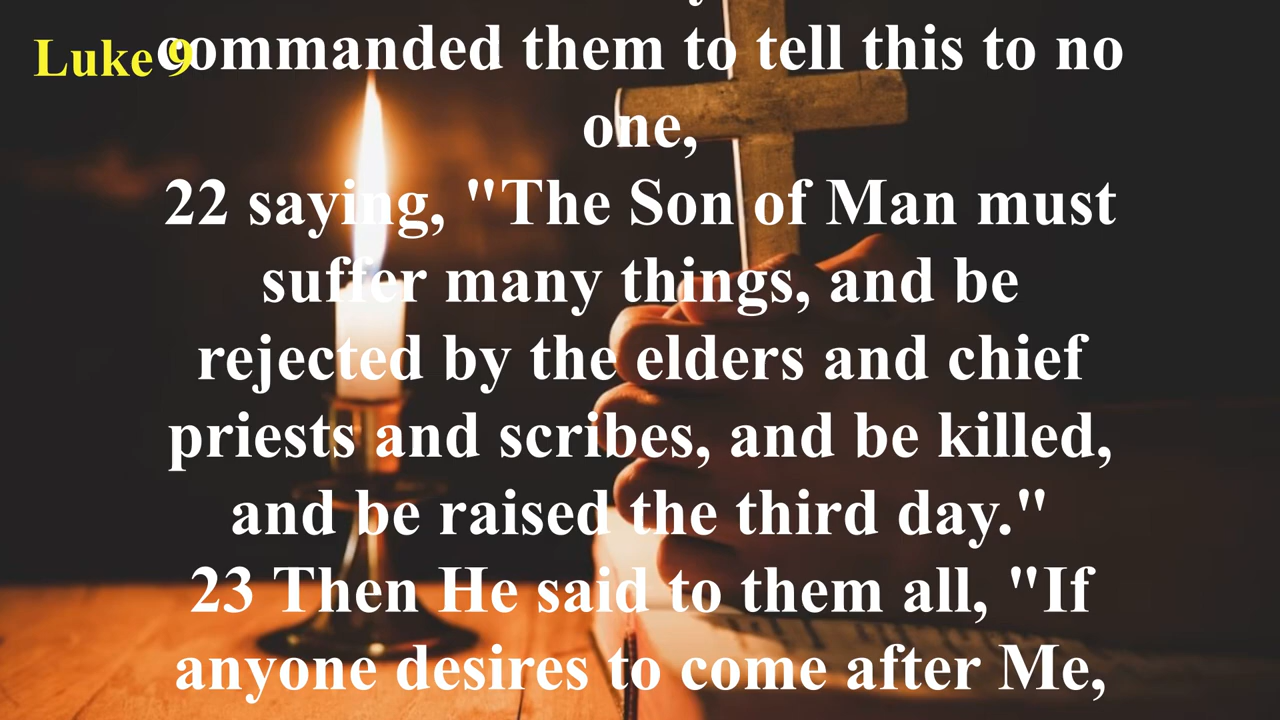 Luke 9
commanded them to tell this to no
one,
22 saying, "The Son of Man must
suffer many things, and be
rejected by the elders and chief
priests and scribes, and be killed,
and be raised the third day."
23 Then He said to them all, "If
anyone desires to come after Me,